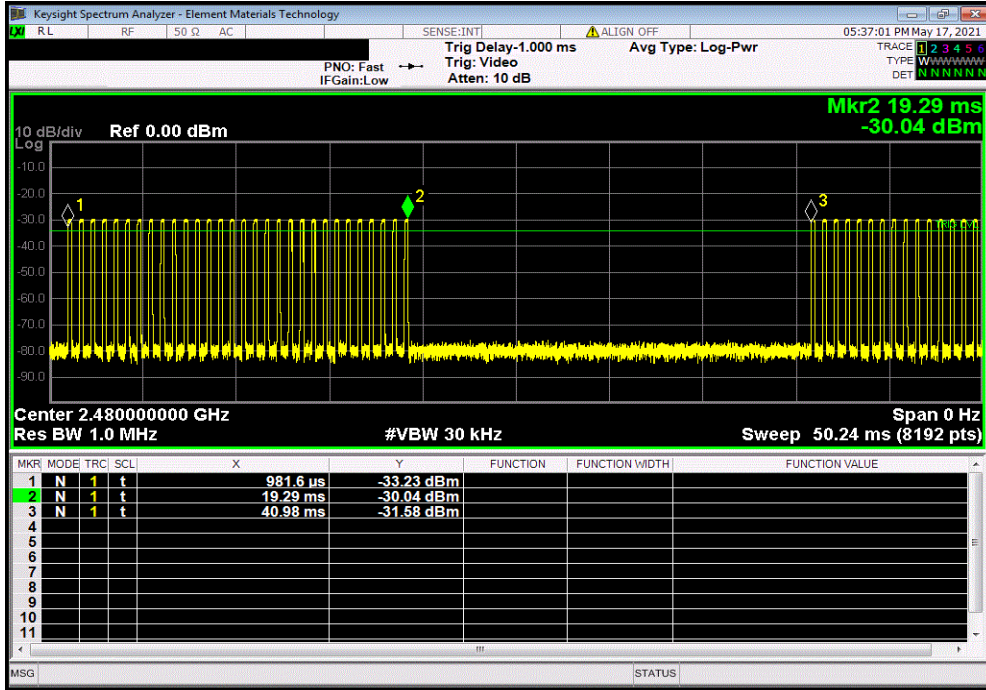 Keysight Spectrum Analyzer - Element Materials Technology
LXI RL RF 50 Ω AC SENSE:INT ALIGN OFF 05:37:01 PM May 17, 2021
Trig Delay-1.000 ms Avg Type: Log-Pwr TRACE 1 2 3 4 5 6
PNO: Fast Trig: Video TYPE WWWWWW
IFGain:Low Atten: 10 dB DET N N N N N N
Mkr2 19.29 ms
10 dB/div Ref 0.00 dBm -30.04 dBm
Log
-10.0
-20.0
1 2 3
-30.0
TRIG LVL
-40.0
-50.0
-60.0
-70.0
-80.0
-90.0
Center 2.480000000 GHz Span 0 Hz
Res BW 1.0 MHz #VBW 30 kHz Sweep 50.24 ms (8192 pts)
MKR MODE TRC SCL X Y FUNCTION FUNCTION WIDTH FUNCTION VALUE
1 N 1 t 981.6 µs -33.23 dBm
2 N 1 t 19.29 ms -30.04 dBm
3 N 1 t 40.98 ms -31.58 dBm
4
5
6
7
8
9
10
11
MSG STATUS